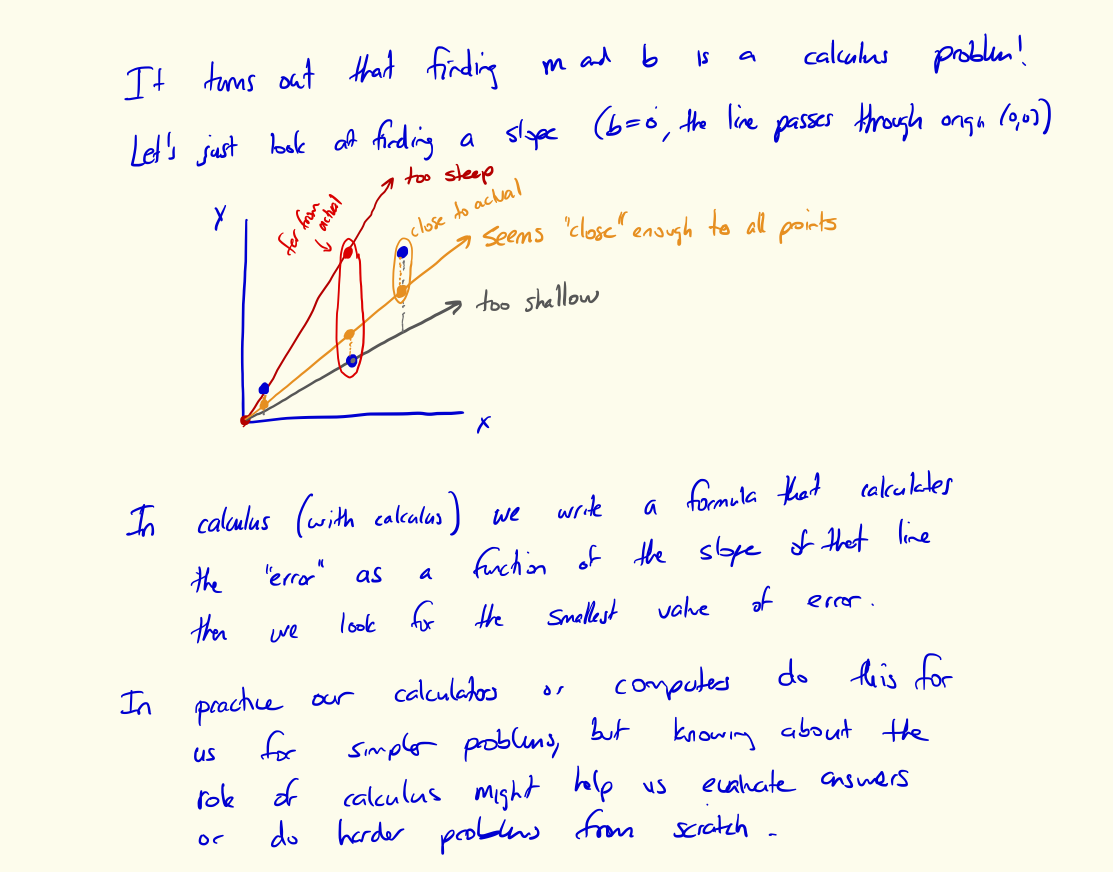 It turns out that finding m and b is a calculus problem!
Let's just look at finding a slope (b=0, the line passes through origin (0,0))
too steep
far from
actual
close to actual
Y
seems "close" enough to all points
too shallow
X
In calculus (with calculus) we write a formula that calculates
the "error" as a function of the slope of that line
then we look for the smallest value of error.
In practice our calculators or computers do this for
us for simpler problems, but knowing about the
role of calculus might help us evaluate answers
or do harder problems from scratch.